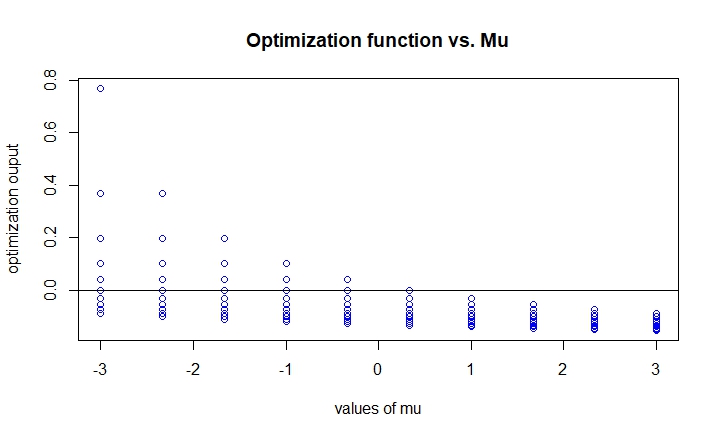 Optimization function vs. Mu
optimization ouput
0.8
0.6
0.4
0.2
0.0
-3 -2 -1 0 1 2 3
values of mu